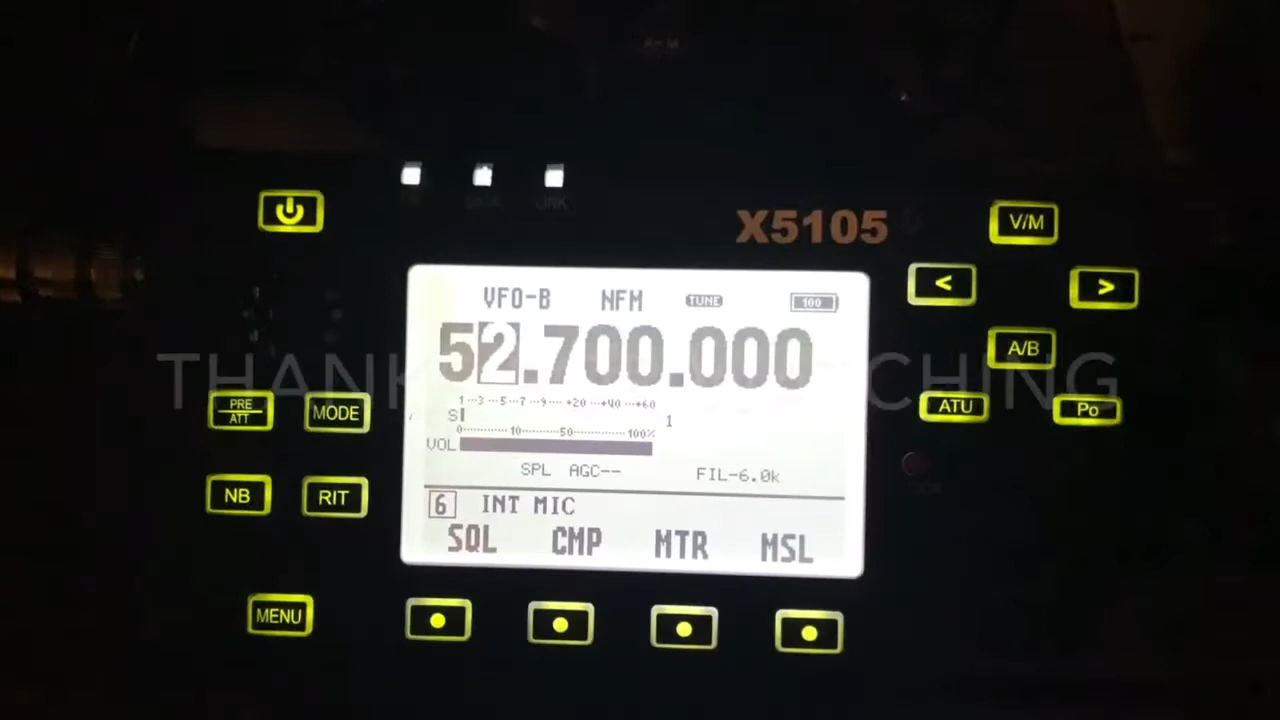 X5105
V/M
< >
VFO-B NFM TUNE 100
52.700.000
A/B
THANK CHING
PRE
ATT
MODE
ATU
Po
1···3···5···7···9···+20···+40···+60
S
1
0··········10··········50··········100%
VOL
SPL AGC-- FIL-6.0k
NB
RIT
6 INT MIC
SQL CMP MTR MSL
MENU